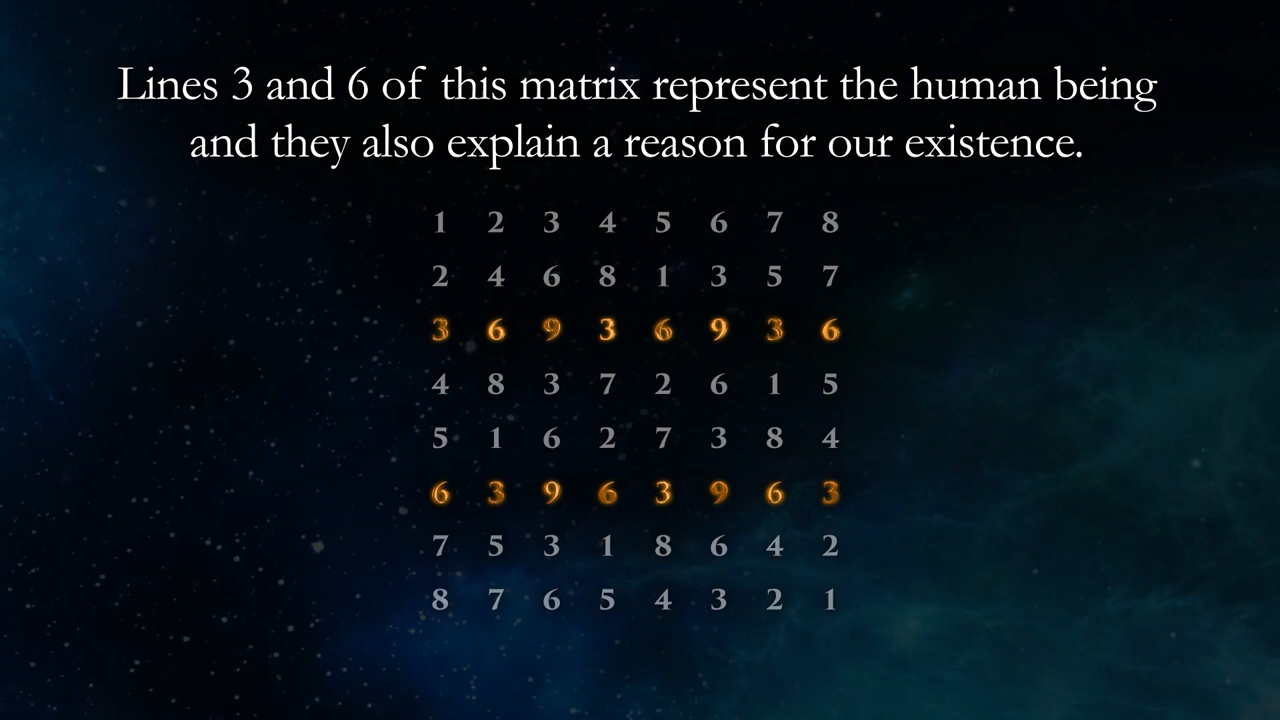 Lines 3 and 6 of this matrix represent the human being
and they also explain a reason for our existence.
1 2 3 4 5 6 7 8
2 4 6 8 1 3 5 7
3 6 9 3 6 9 3 6
4 8 3 7 2 6 1 5
5 1 6 2 7 3 8 4
6 3 9 6 3 9 6 3
7 5 3 1 8 6 4 2
8 7 6 5 4 3 2 1